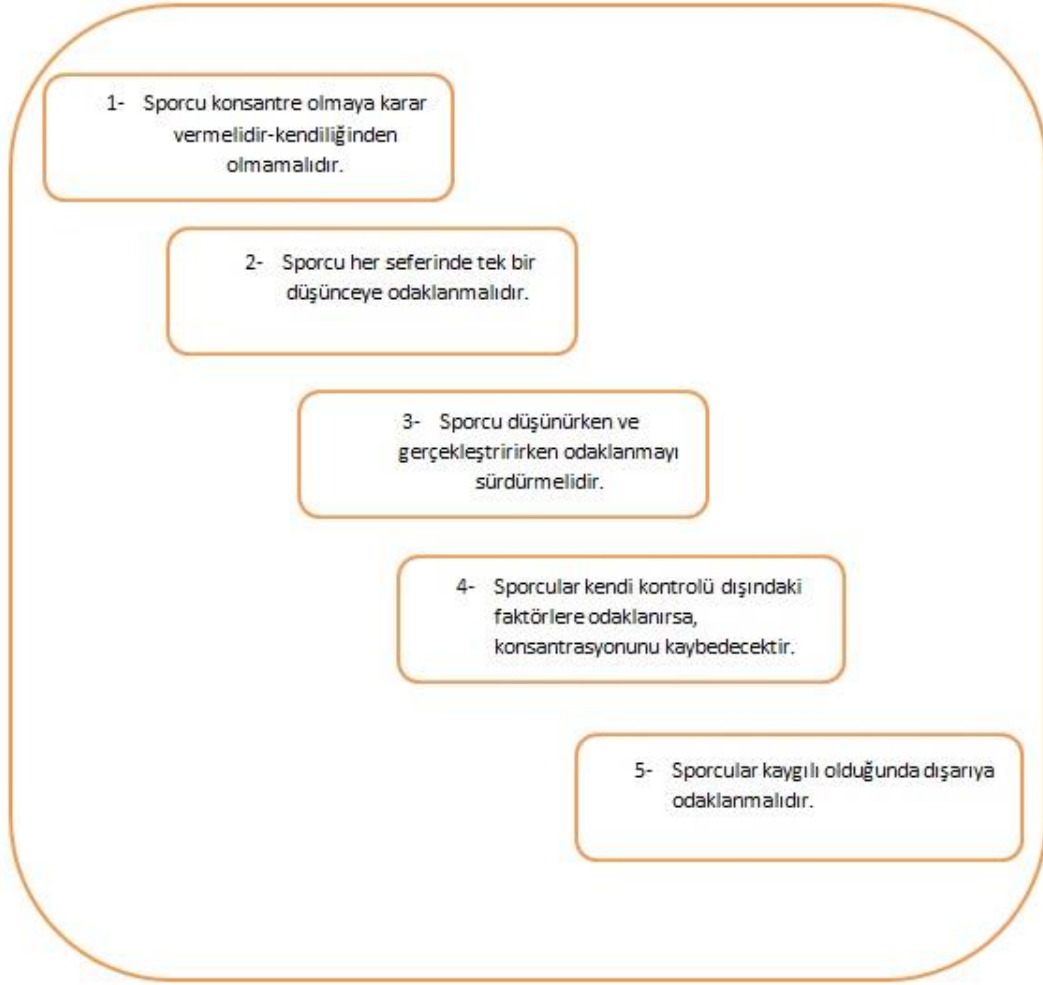 1- Sporcu konsantre olmaya karar
vermelidir-kendiliğinden
olmamalıdır.
2- Sporcu her seferinde tek bir
düşünceye odaklanmalıdır.
3- Sporcu düşünürken ve
gerçekleştririrken odaklanmayı
sürdürmelidir.
4- Sporcular kendi kontrolü dışındaki
faktörlere odaklanırsa,
konsantrasyonunu kaybedecektir.
5- Sporcular kaygılı olduğunda dışarıya
odaklanmalıdır.